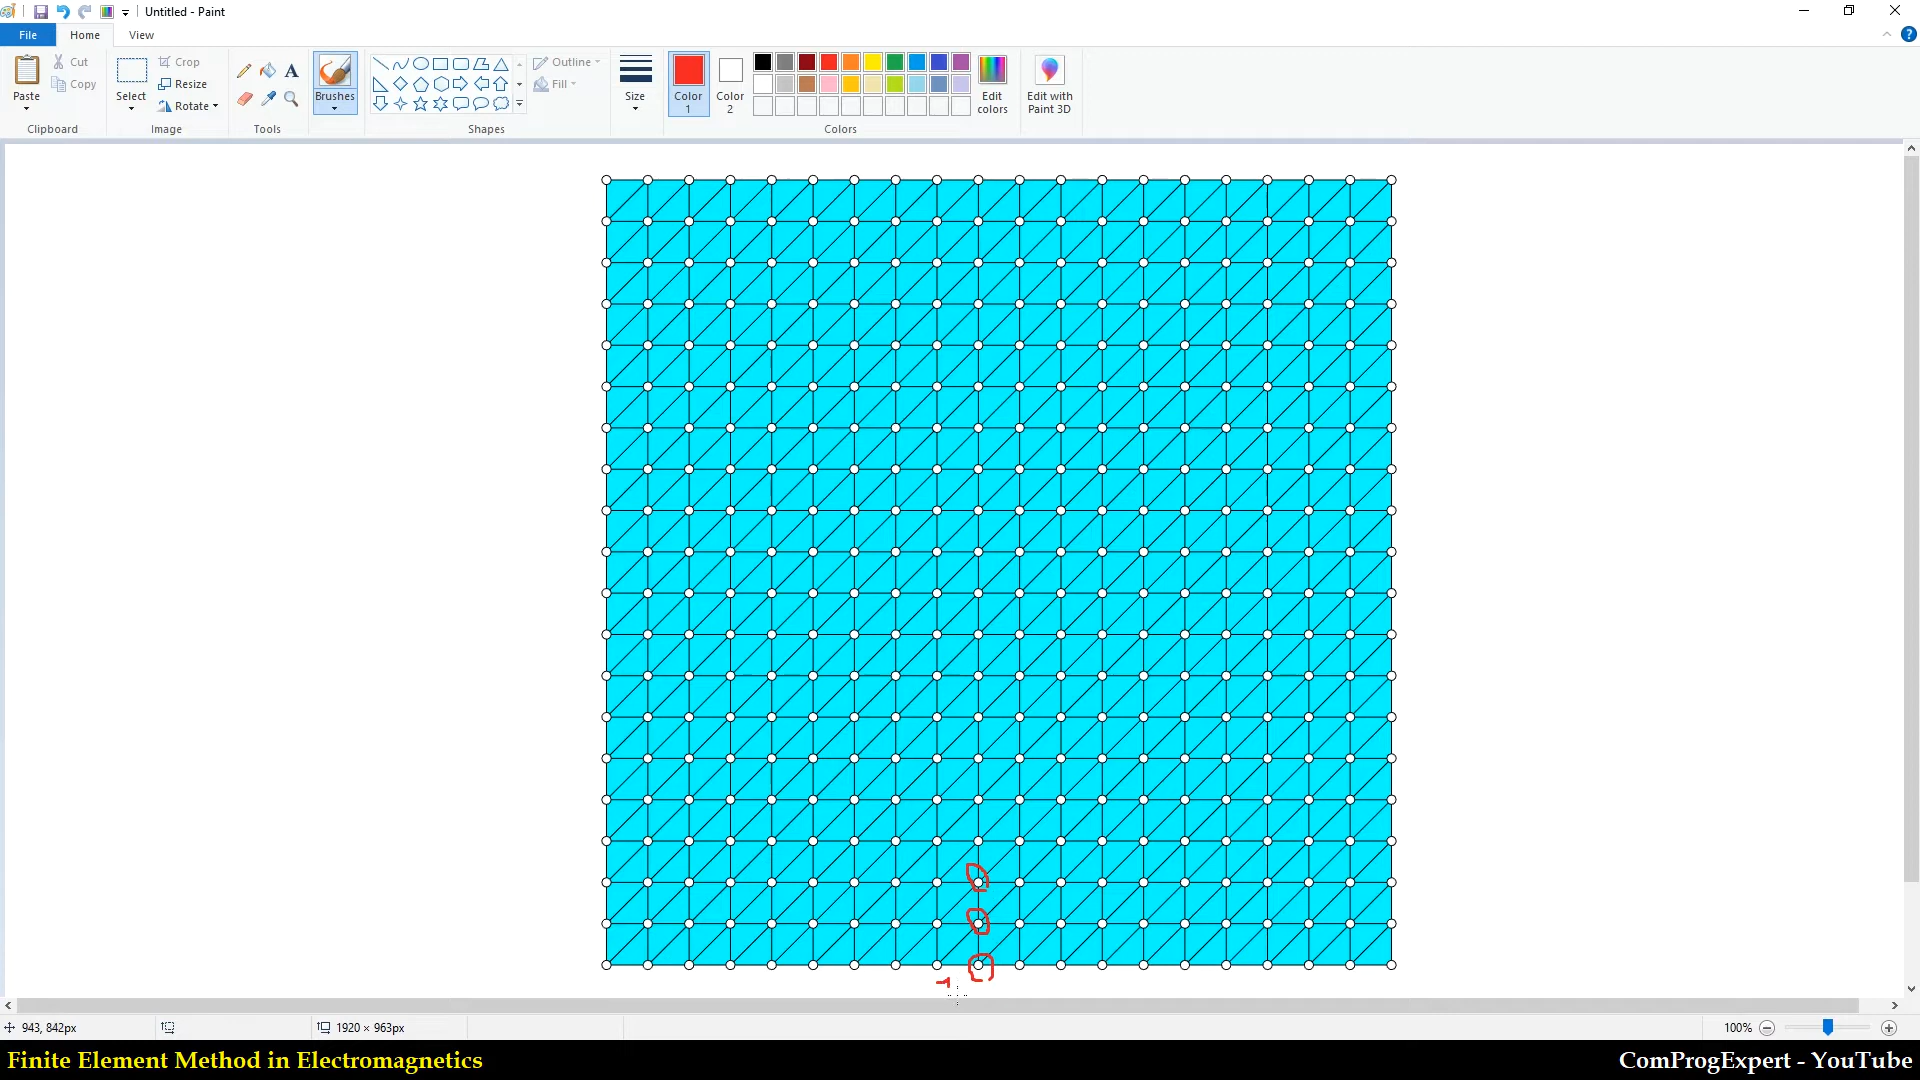 Untitled - Paint
File Home View
Paste
Cut
Copy
Clipboard
Select
Crop
Resize
Rotate
Image
Tools
Brushes
Shapes
Outline
Fill
Size
Color 1
Color 2
Edit colors
Edit with Paint 3D
Colors
943, 842px
1920 × 963px
100%
Finite Element Method in Electromagnetics
ComProgExpert - YouTube